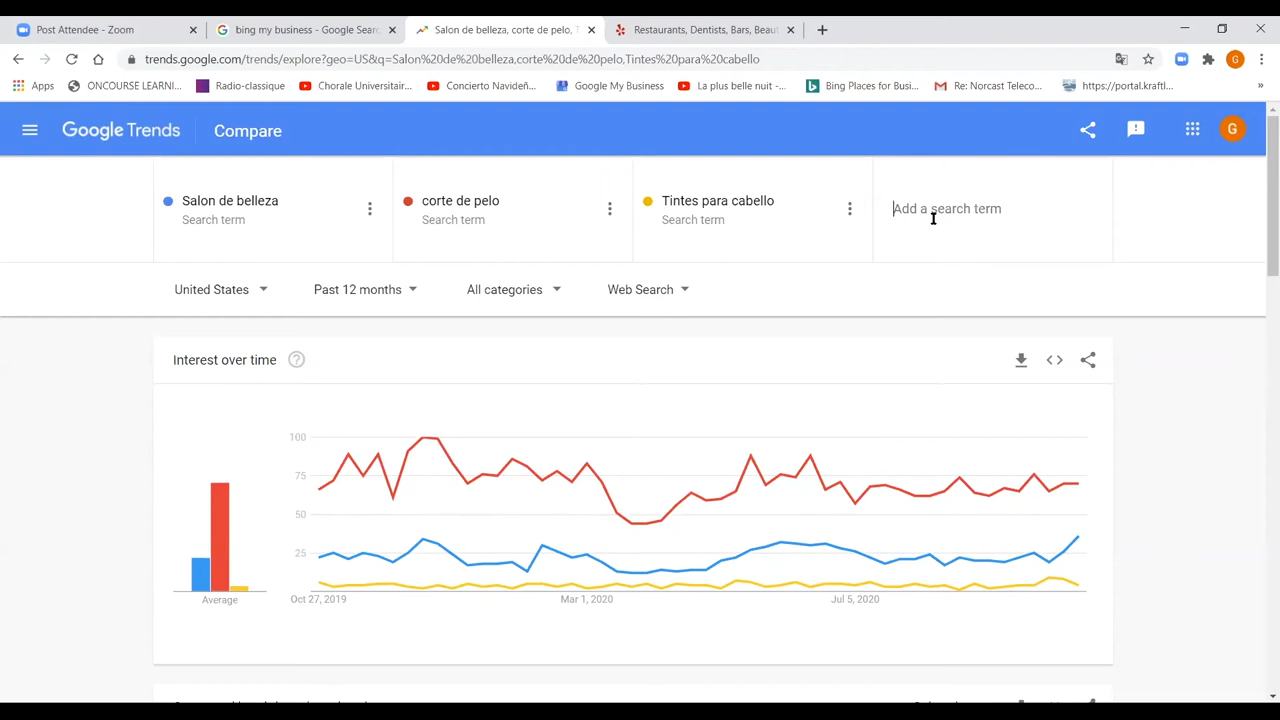 Post Attendee - Zoom
bing my business - Google Sear
Salon de belleza, corte de pelo, T
Restaurants, Dentists, Bars, Beau
trends.google.com/trends/explore?geo=US&q=Salon%20de%20belleza,corte%20de%20pelo,Tintes%20para%20cabello
G
Apps
ONCOURSE LEARNI...
Radio-classique
Chorale Universitair...
Concierto Navideñ...
Google My Business
La plus belle nuit -...
Bing Places for Busi...
Re: Norcast Teleco...
https://portal.kraftl...
»
Google Trends
Compare
G
Salon de belleza
Search term
corte de pelo
Search term
Tintes para cabello
Search term
Add a search term
United States
Past 12 months
All categories
Web Search
Interest over time
?
100
75
50
25
Average
Oct 27, 2019
Mar 1, 2020
Jul 5, 2020